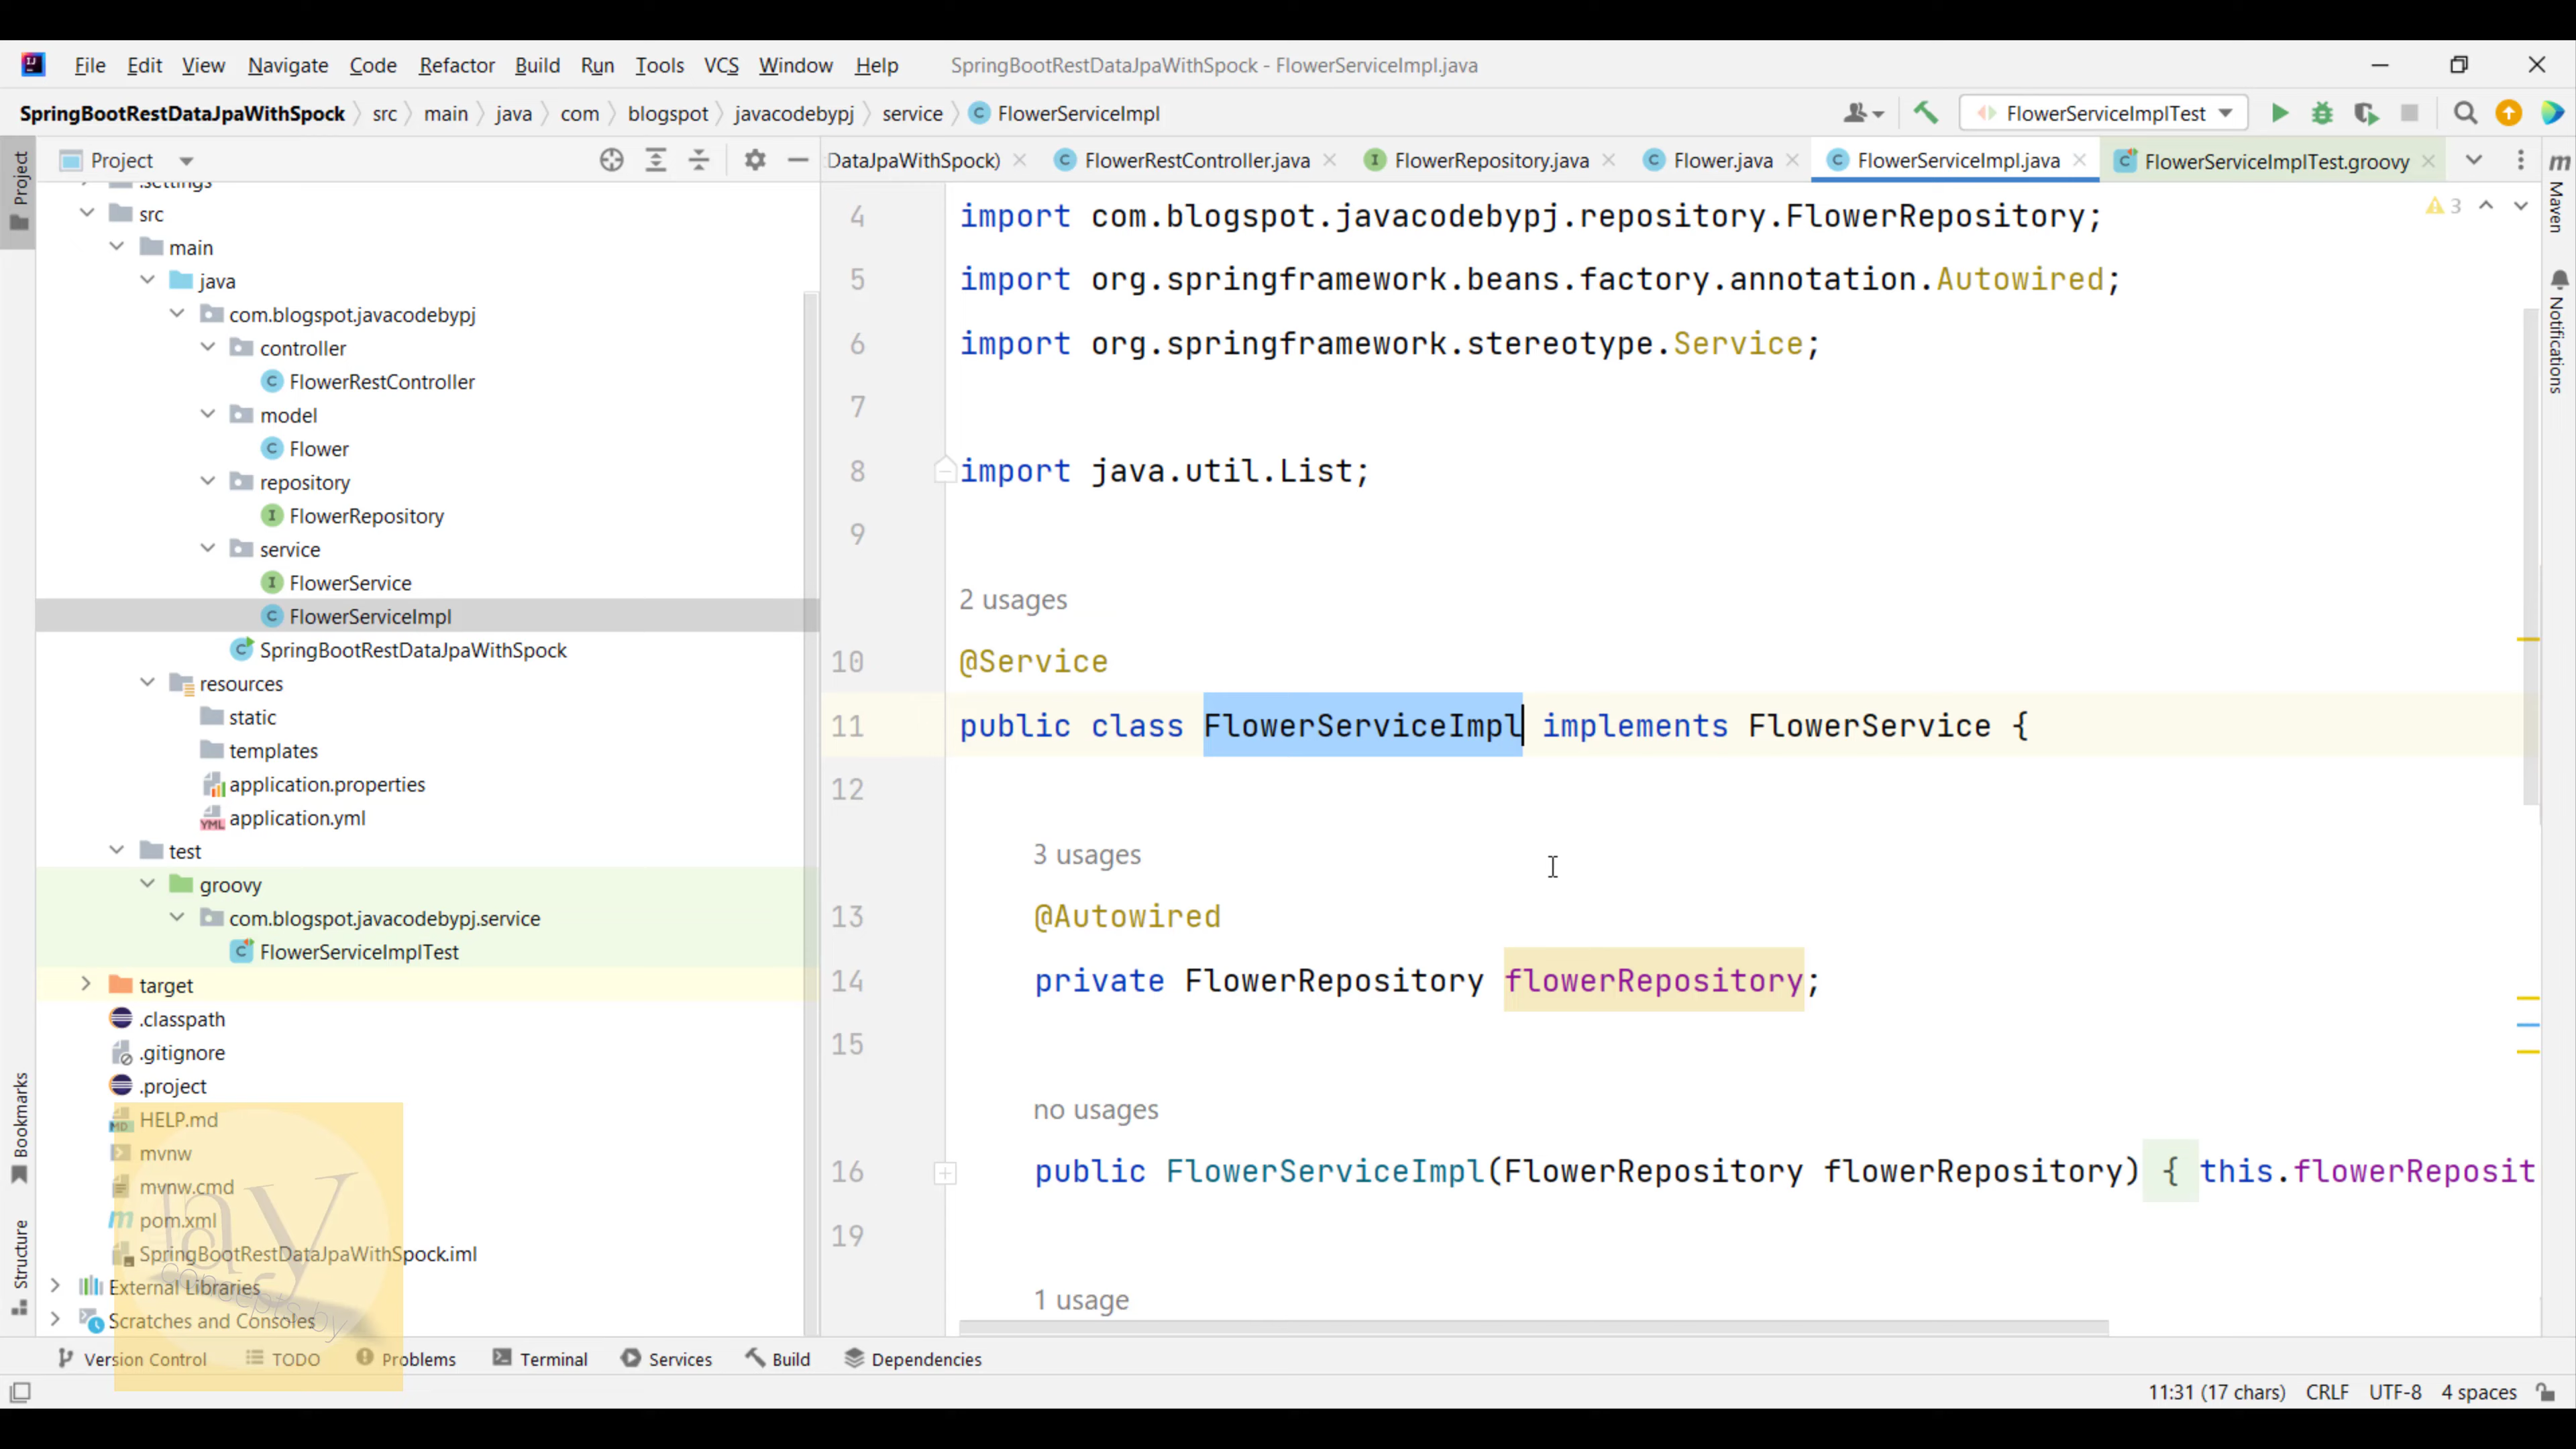 File Edit View Navigate Code Refactor Build Run Tools VCS Window Help SpringBootRestDataJpaWithSpock - FlowerServiceImpl.java
SpringBootRestDataJpaWithSpock src main java com blogspot javacodebypj service FlowerServiceImpl FlowerServiceImplTest
Project
DataJpaWithSpock) FlowerRestController.java FlowerRepository.java Flower.java FlowerServiceImpl.java FlowerServiceImplTest.groovy
Project
Maven
Notifications
Bookmarks
Structure
.settings
src
main
java
com.blogspot.javacodebypj
controller
FlowerRestController
model
Flower
repository
FlowerRepository
service
FlowerService
FlowerServiceImpl
SpringBootRestDataJpaWithSpock
resources
static
templates
application.properties
application.yml
test
groovy
com.blogspot.javacodebypj.service
FlowerServiceImplTest
target
.classpath
.gitignore
.project
HELP.md
mvnw
mvnw.cmd
pom.xml
SpringBootRestDataJpaWithSpock.iml
External Libraries
Scratches and Consoles
3
4 import com.blogspot.javacodebypj.repository.FlowerRepository;
5 import org.springframework.beans.factory.annotation.Autowired;
6 import org.springframework.stereotype.Service;
7
8 import java.util.List;
9
2 usages
10 @Service
11 public class FlowerServiceImpl implements FlowerService {
12
3 usages
13 @Autowired
14 private FlowerRepository flowerRepository;
15
no usages
16 public FlowerServiceImpl(FlowerRepository flowerRepository) { this.flowerReposit
19
1 usage
Version Control TODO Problems Terminal Services Build Dependencies
11:31 (17 chars) CRLF UTF-8 4 spaces